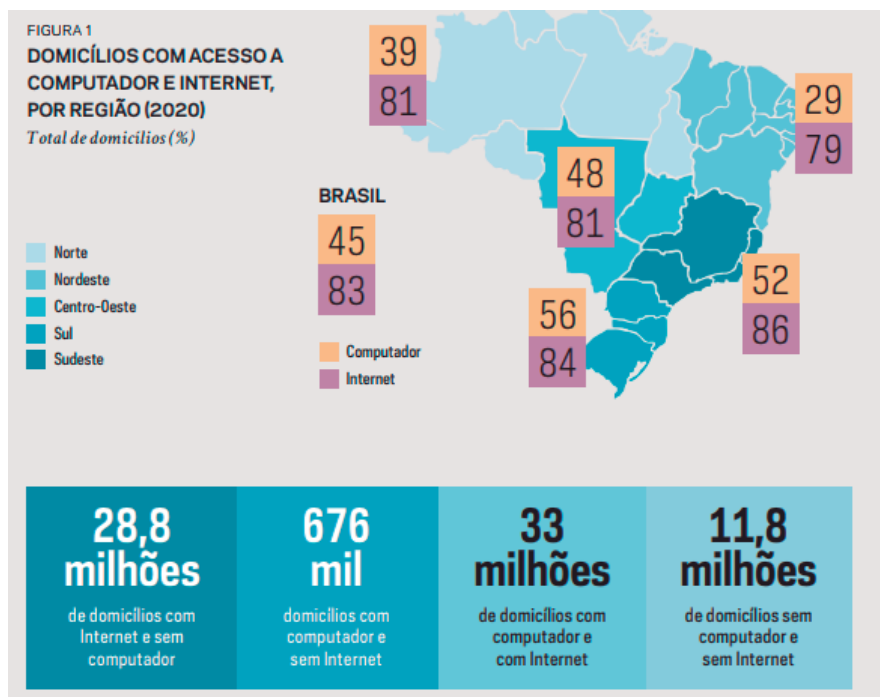 FIGURA 1
DOMICÍLIOS COM ACESSO A
COMPUTADOR E INTERNET,
POR REGIÃO (2020)
Total de domicílios (%)
39
81
29
79
48
81
BRASIL
45
83
52
86
56
84
Norte
Nordeste
Centro-Oeste
Sul
Sudeste
Computador
Internet
28,8
milhões
de domicílios com
Internet e sem
computador
676
mil
domicílios com
computador e
sem Internet
33
milhões
de domicílios com
computador e
com Internet
11,8
milhões
de domicílios sem
computador e
sem Internet